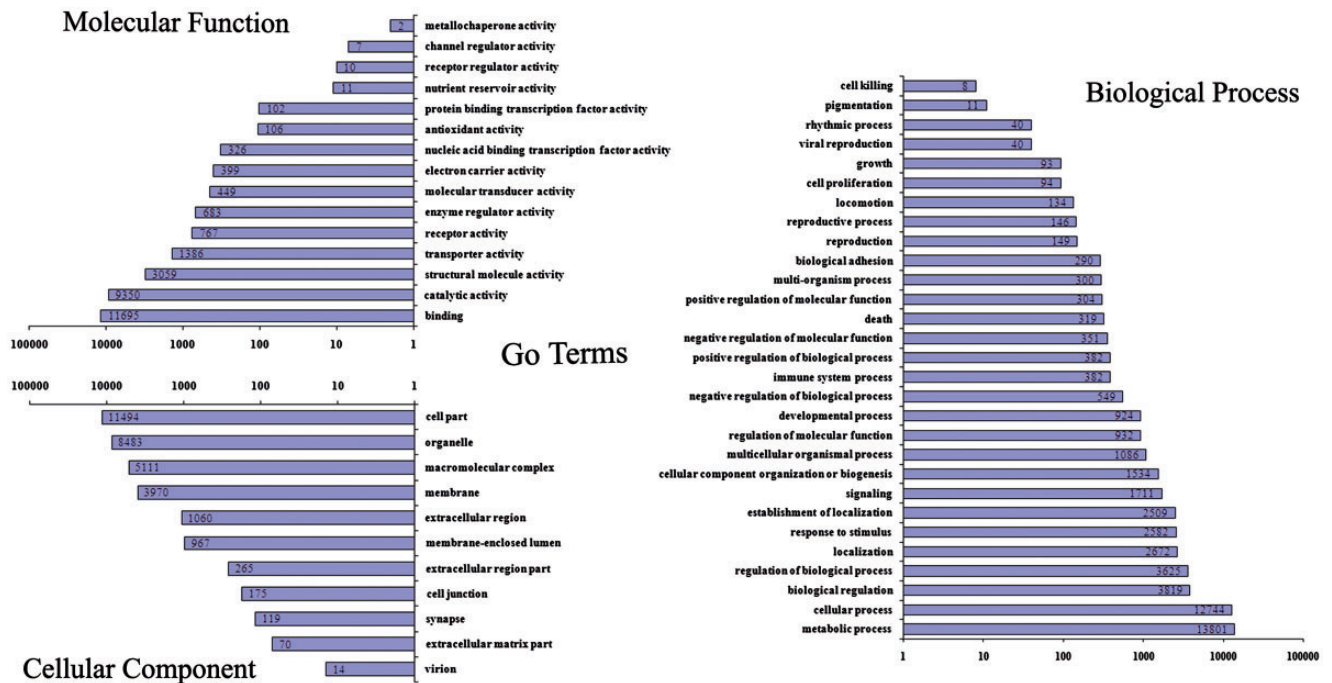 Molecular Function
2 metallochaperone activity
7 channel regulator activity
10 receptor regulator activity
11 nutrient reservoir activity
102 protein binding transcription factor activity
106 antioxidant activity
326 nucleic acid binding transcription factor activity
399 electron carrier activity
449 molecular transducer activity
683 enzyme regulator activity
767 receptor activity
1386 transporter activity
3059 structural molecule activity
9350 catalytic activity
11695 binding
100000 10000 1000 100 10 1
Go Terms
100000 10000 1000 100 10 1
11494 cell part
8483 organelle
5111 macromolecular complex
3970 membrane
1060 extracellular region
967 membrane-enclosed lumen
265 extracellular region part
175 cell junction
119 synapse
70 extracellular matrix part
14 virion
Cellular Component
Biological Process
cell killing 8
pigmentation 11
rhythmic process 40
viral reproduction 40
growth 93
cell proliferation 94
locomotion 134
reproductive process 146
reproduction 149
biological adhesion 290
multi-organism process 300
positive regulation of molecular function 304
death 319
negative regulation of molecular function 351
positive regulation of biological process 382
immune system process 382
negative regulation of biological process 549
developmental process 924
regulation of molecular function 932
multicellular organismal process 1086
cellular component organization or biogenesis 1534
signaling 1711
establishment of localization 2509
response to stimulus 2582
localization 2672
regulation of biological process 3625
biological regulation 3819
cellular process 12744
metabolic process 13801
1 10 100 1000 10000 100000